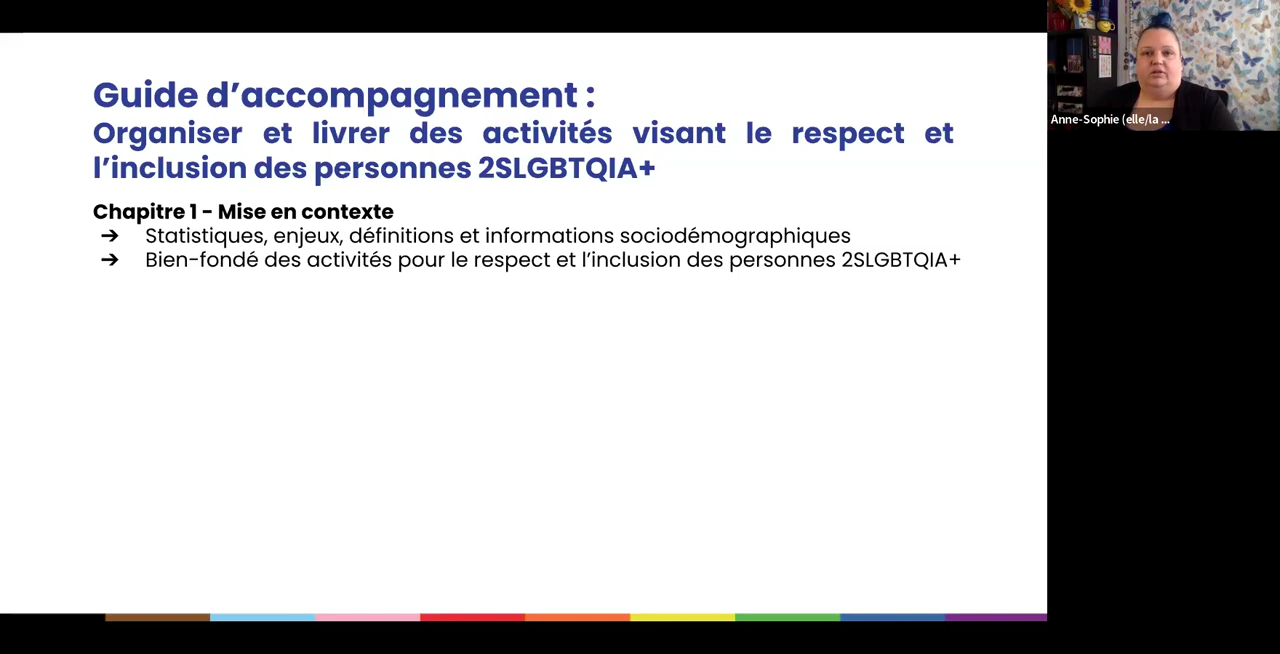 Guide d’accompagnement :
Organiser et livrer des activités visant le respect et
l’inclusion des personnes 2SLGBTQIA+
Chapitre 1 - Mise en contexte
➔ Statistiques, enjeux, définitions et informations sociodémographiques
➔ Bien-fondé des activités pour le respect et l’inclusion des personnes 2SLGBTQIA+
Anne-Sophie (elle/la ...